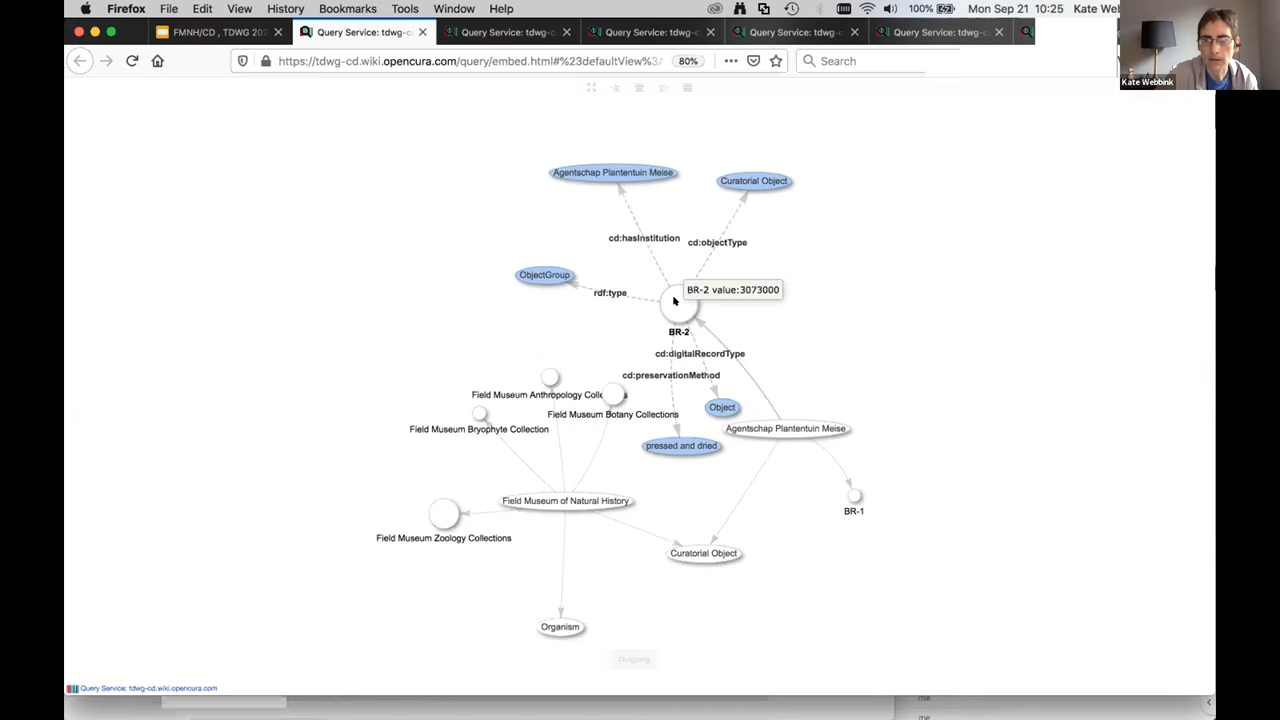 Firefox File Edit View History Bookmarks Tools Window Help 100% Mon Sep 21 10:25 Kate
FMNH/CD , TDWG 202 Query Service: tdwg-c Query Service: tdwg-c Query Service: tdwg-c Query Service: tdwg-c Query Service: tdwg-c
https://tdwg-cd.wiki.opencura.com/query/embed.html#%23defaultView%3/ 80% Search
Kate Webbink
Agentschap Plantentuin Meise
Curatorial Object
cd:hasInstitution
cd:objectType
ObjectGroup
BR-2 value:3073000
rdf:type
BR-2
cd:digitalRecordType
cd:preservationMethod
Field Museum Anthropology
Object
Field Museum Botany Collections
Field Museum Bryophyte Collection
Agentschap Plantentuin Meise
pressed and dried
Field Museum of Natural History
BR-1
Field Museum Zoology Collections
Curatorial Object
Organism
Outgoing
Query Service: tdwg-cd.wiki.opencura.com
me